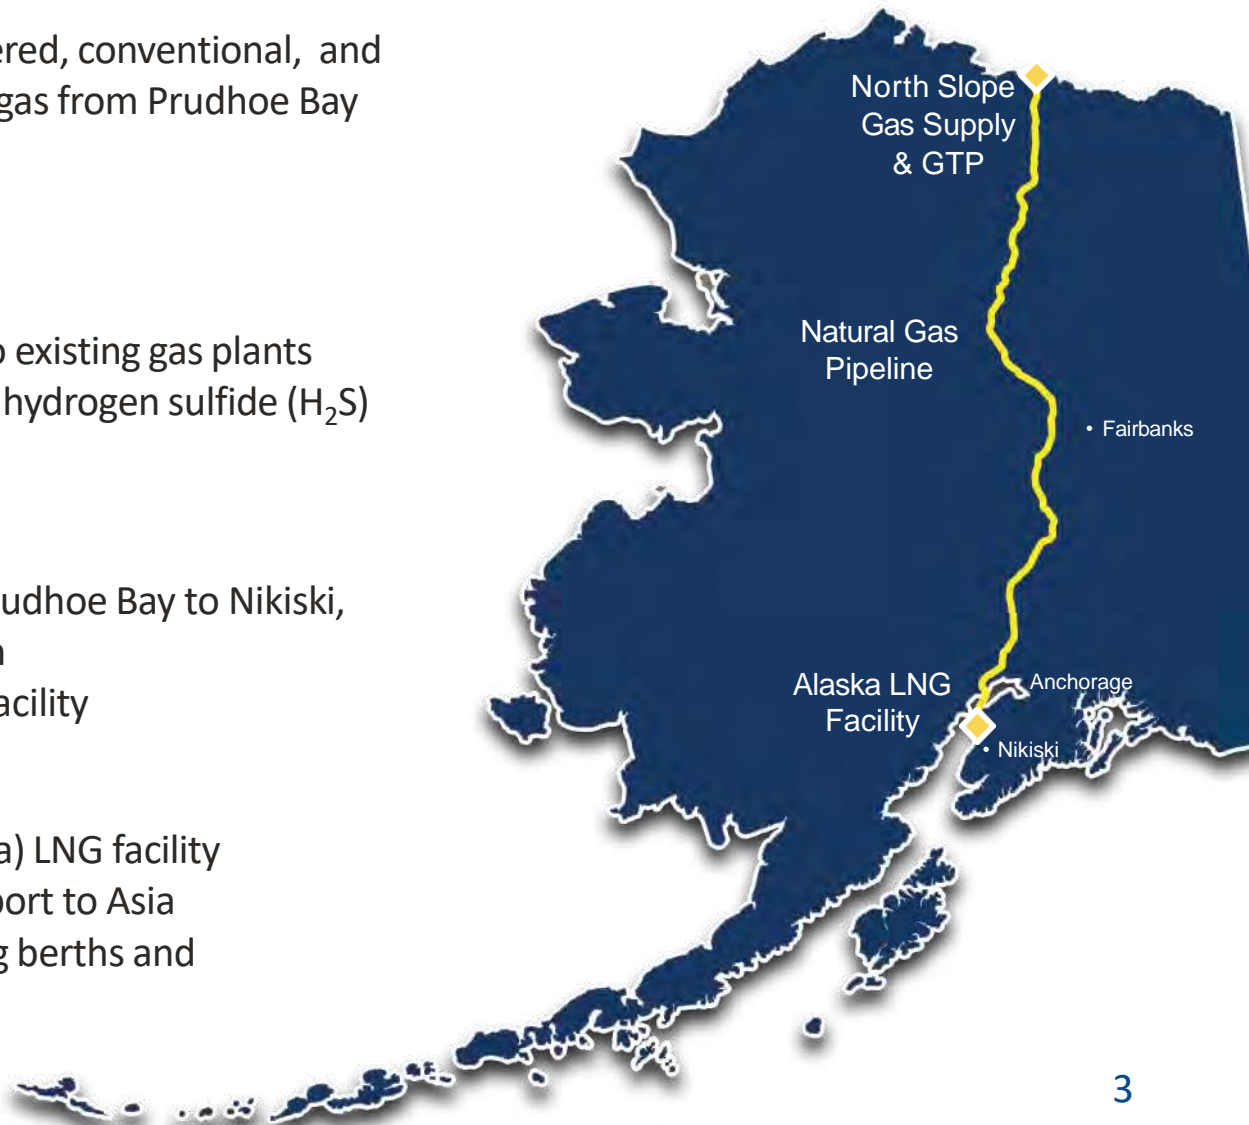 ered, conventional, and
gas from Prudhoe Bay
existing gas plants
hydrogen sulfide (H₂S)
rudhoe Bay to Nikiski,
acility
a) LNG facility
port to Asia
g berths and
North Slope
Gas Supply
& GTP
Natural Gas
Pipeline
• Fairbanks
Alaska LNG
Facility
Anchorage
• Nikiski
3